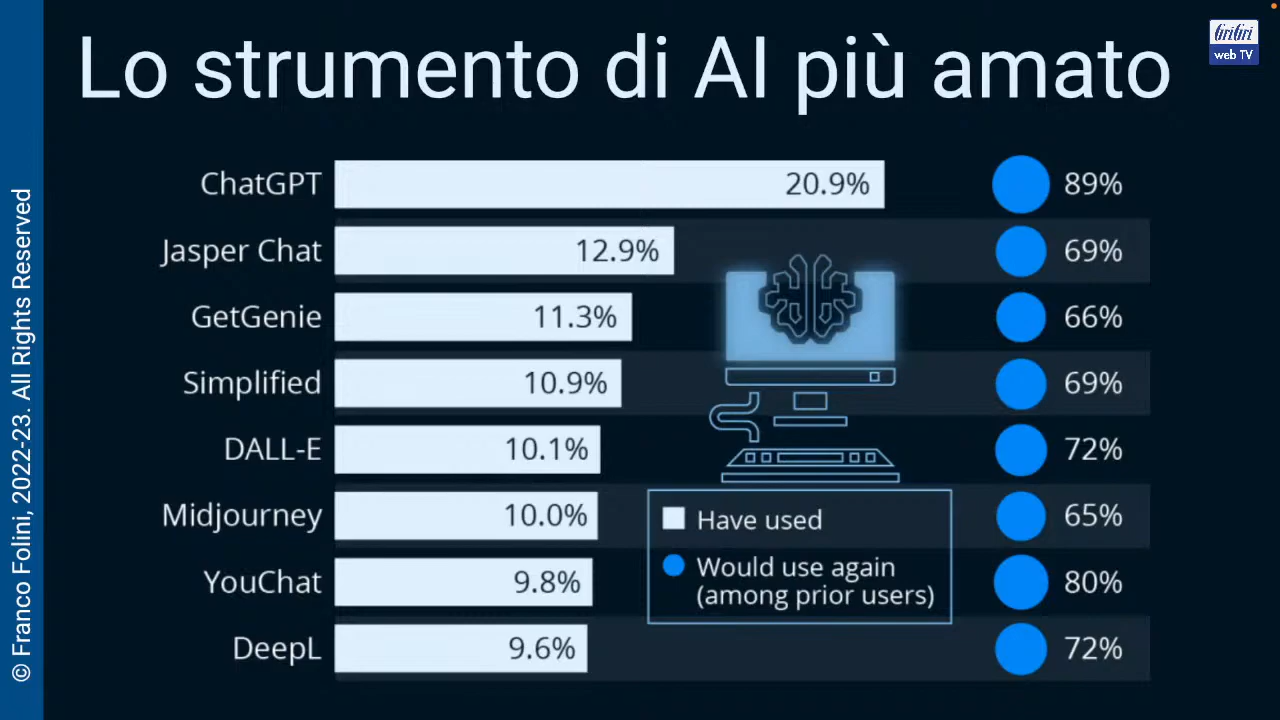 Lo strumento di AI più amato
GiriGiri
web TV
ChatGPT 20.9% 89%
Jasper Chat 12.9% 69%
GetGenie 11.3% 66%
Simplified 10.9% 69%
DALL-E 10.1% 72%
Midjourney 10.0% 65%
YouChat 9.8% 80%
DeepL 9.6% 72%
Have used
Would use again
(among prior users)
© Franco Folini, 2022-23. All Rights Reserved